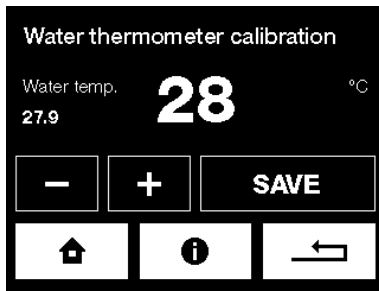 Water thermometer calibration
Water temp.
27.9
28
°C
− + SAVE